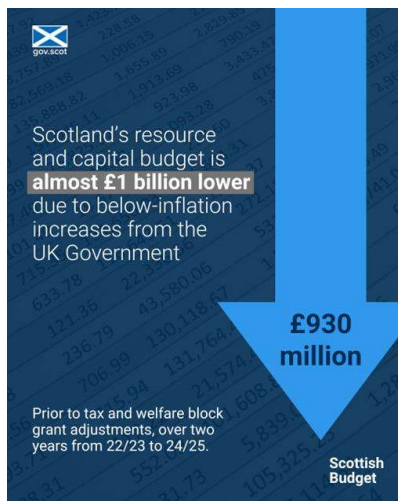 gov.scot
Scotland's resource
and capital budget is
almost £1 billion lower
due to below-inflation
increases from the
UK Government
£930
million
Prior to tax and welfare block
grant adjustments, over two
years from 22/23 to 24/25.
Scottish
Budget